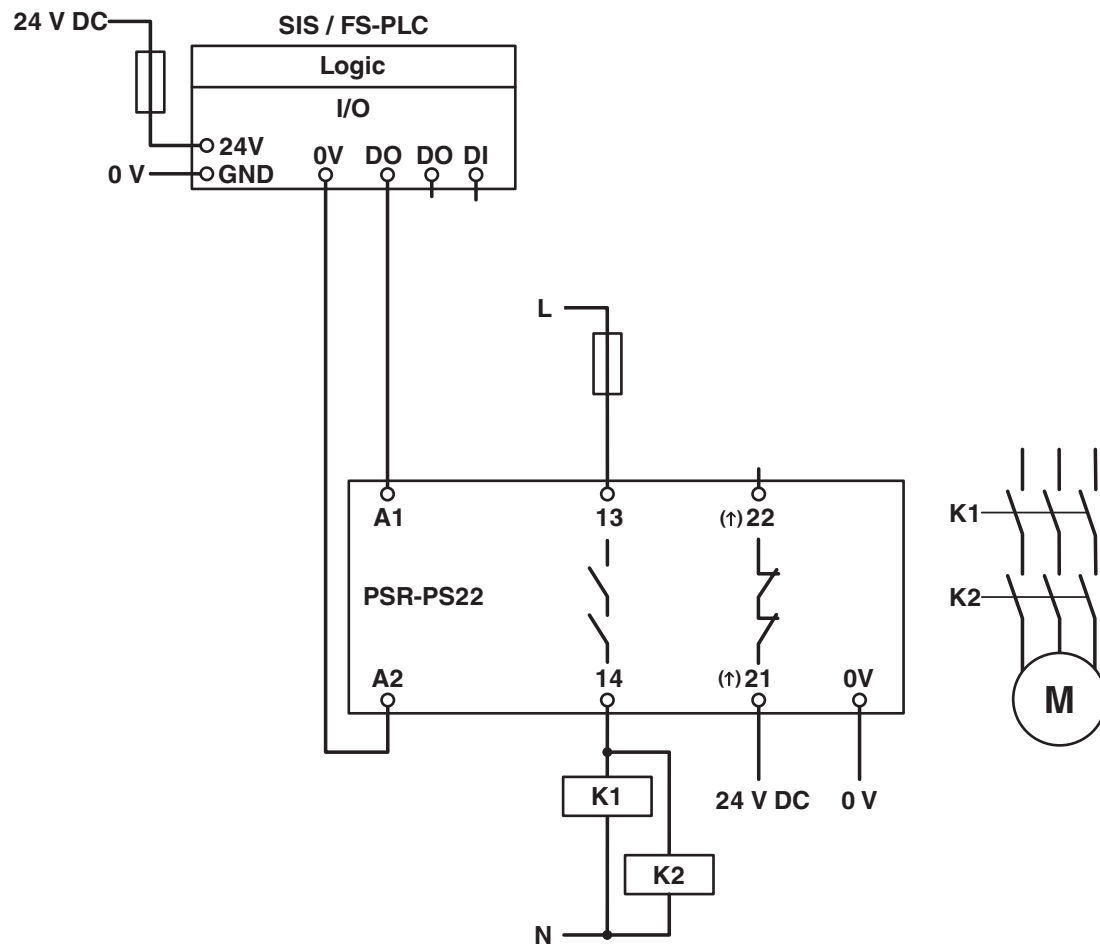 24 V DC
SIS / FS-PLC
Logic
I/O
24V
0V DO DO DI
0 V
GND
L
A1 13 (↑) 22
K1
PSR-PS22
K2
A2 14 (↑) 21 0V
M
K1
24 V DC 0 V
K2
N